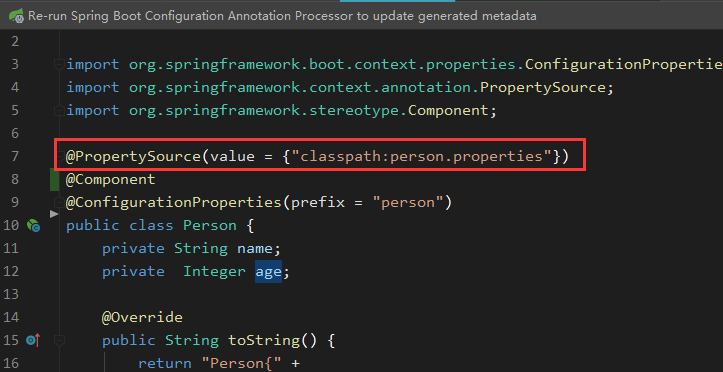 Re-run Spring Boot Configuration Annotation Processor to update generated metadata
2
3 import org.springframework.boot.context.properties.ConfigurationPropertie
4 import org.springframework.context.annotation.PropertySource;
5 import org.springframework.stereotype.Component;
6
7 @PropertySource(value = {"classpath:person.properties"})
8 @Component
9 @ConfigurationProperties(prefix = "person")
10 public class Person {
11 private String name;
12 private  Integer age;
13
14 @Override
15 public String toString() {
16 return "Person{" +